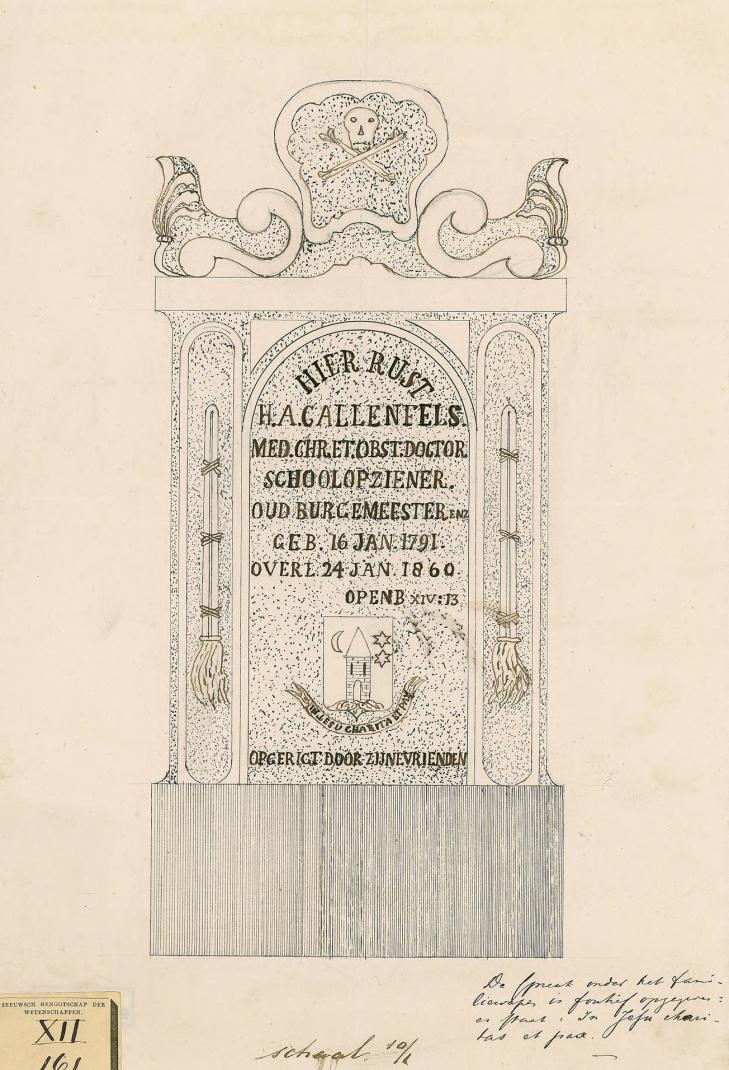 HIER RUST
H.A.CALLENFELS.
MED.CHR.ET.OBST.DOCTOR.
SCHOOLOPZIENER.
OUD BURGEMEESTER ENZ
GEB. 16 JAN. 1791.
OVERL. 24 JAN. 1860.
OPENB XIV:13
IN JESU CHARITA ET PAX
OPGERIGT DOOR ZIJNE VRIENDEN
De spreuk onder het fami-
liewapen is foutief opgegeven:
er staat: In Jesu chari-
tas et pax.
schaal. 10/1
ZEEUWSCH GENOOTSCHAP DER
WETENSCHAPPEN.
XII
161